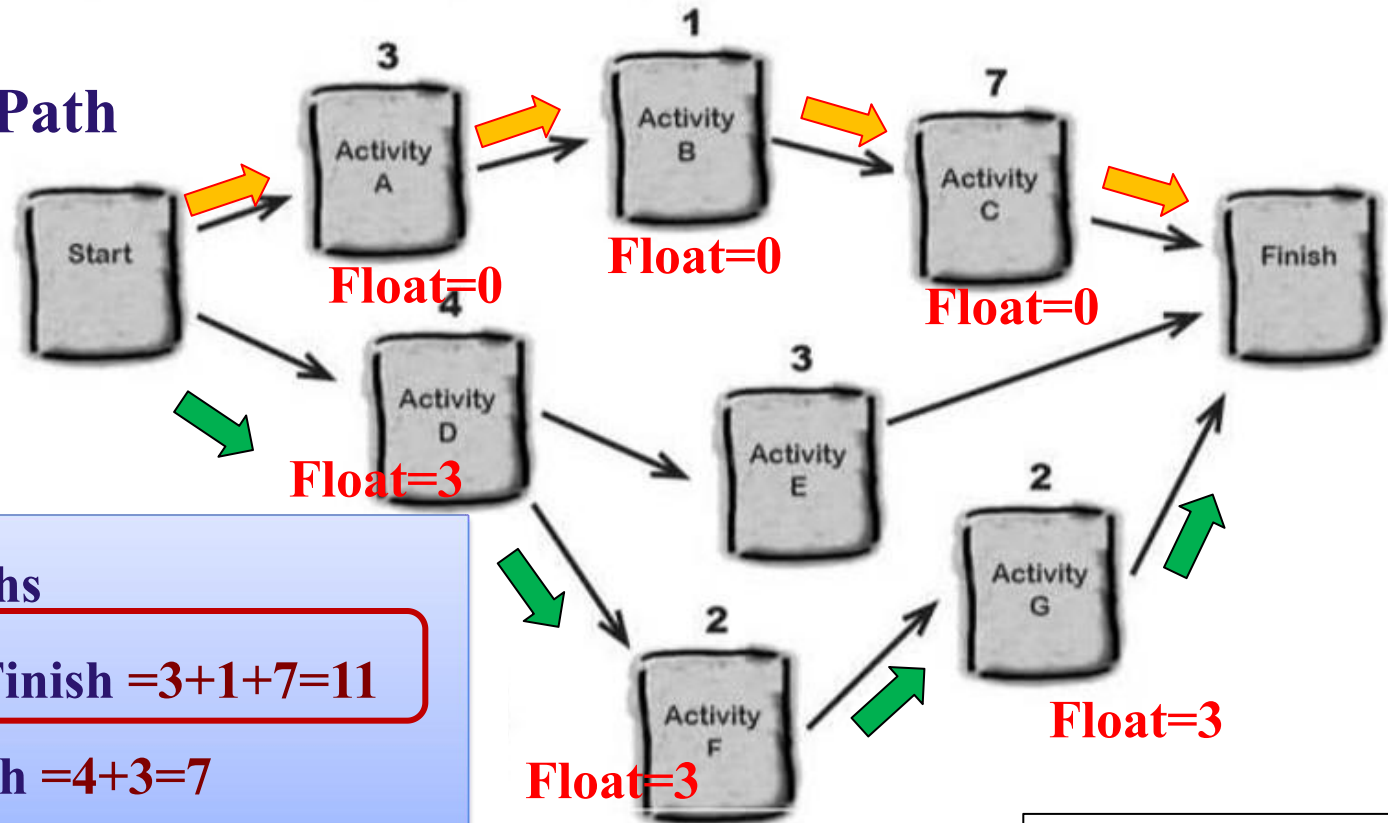 Path
Start
3
Activity
A
Float=0
1
Activity
B
Float=0
7
Activity
C
Float=0
Finish
4
Activity
D
Float=3
3
Activity
E
2
Activity
F
Float=3
2
Activity
G
Float=3
hs
Finish =3+1+7=11
h =4+3=7